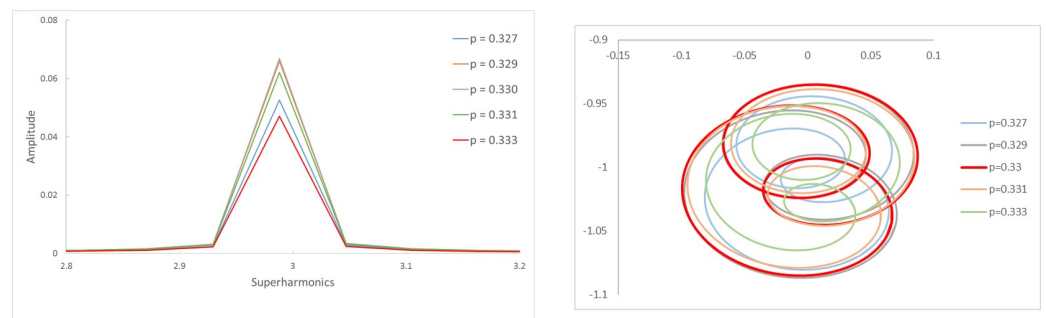 0.08
0.06
0.04
0.02
0
2.8
2.9
3
3.1
3.2
Amplitude
Superharmonics
p = 0.327
p = 0.329
p = 0.330
p = 0.331
p = 0.333
-0.9
-0.15
-0.1
-0.05
0
0.05
0.1
-0.95
-1
-1.05
-1.1
p=0.327
p=0.329
p=0.33
p=0.331
p=0.333